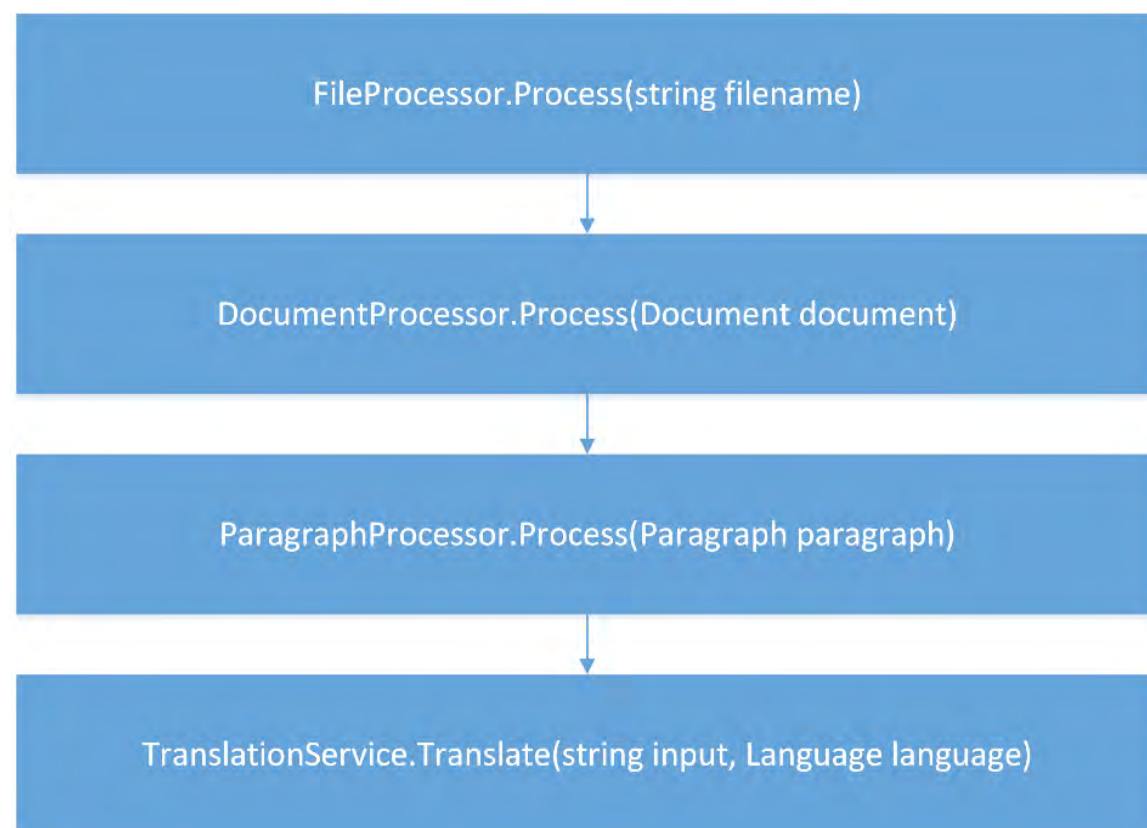 FileProcessor.Process(string filename)
DocumentProcessor.Process(Document document)
ParagraphProcessor.Process(Paragraph paragraph)
TranslationService.Translate(string input, Language language)